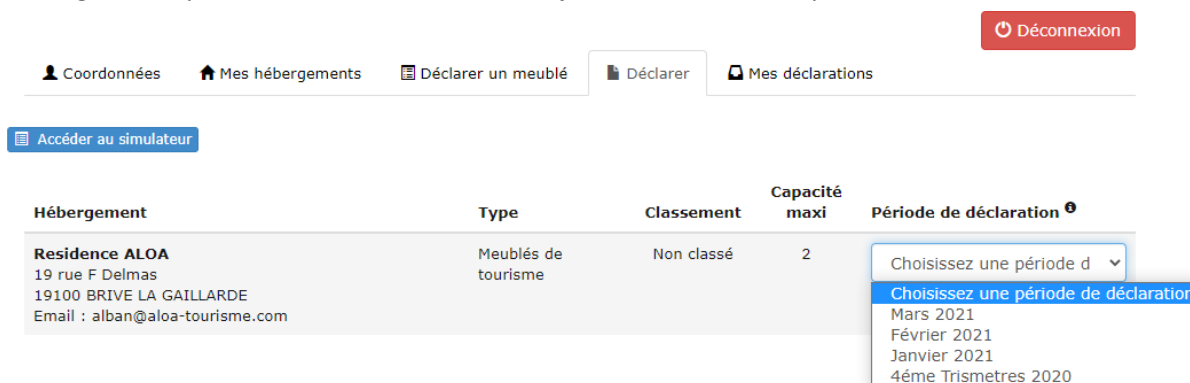 Déconnexion
Coordonnées Mes hébergements Déclarer un meublé Déclarer Mes déclarations
Accéder au simulateur
Hébergement Type Classement Capacité maxi Période de déclaration
Residence ALOA Meublés de tourisme Non classé 2 Choisissez une période d
19 rue F Delmas
19100 BRIVE LA GAILLARDE
Email : alban@aloa-tourisme.com
Choisissez une période de déclaration
Mars 2021
Février 2021
Janvier 2021
4éme Trismetres 2020